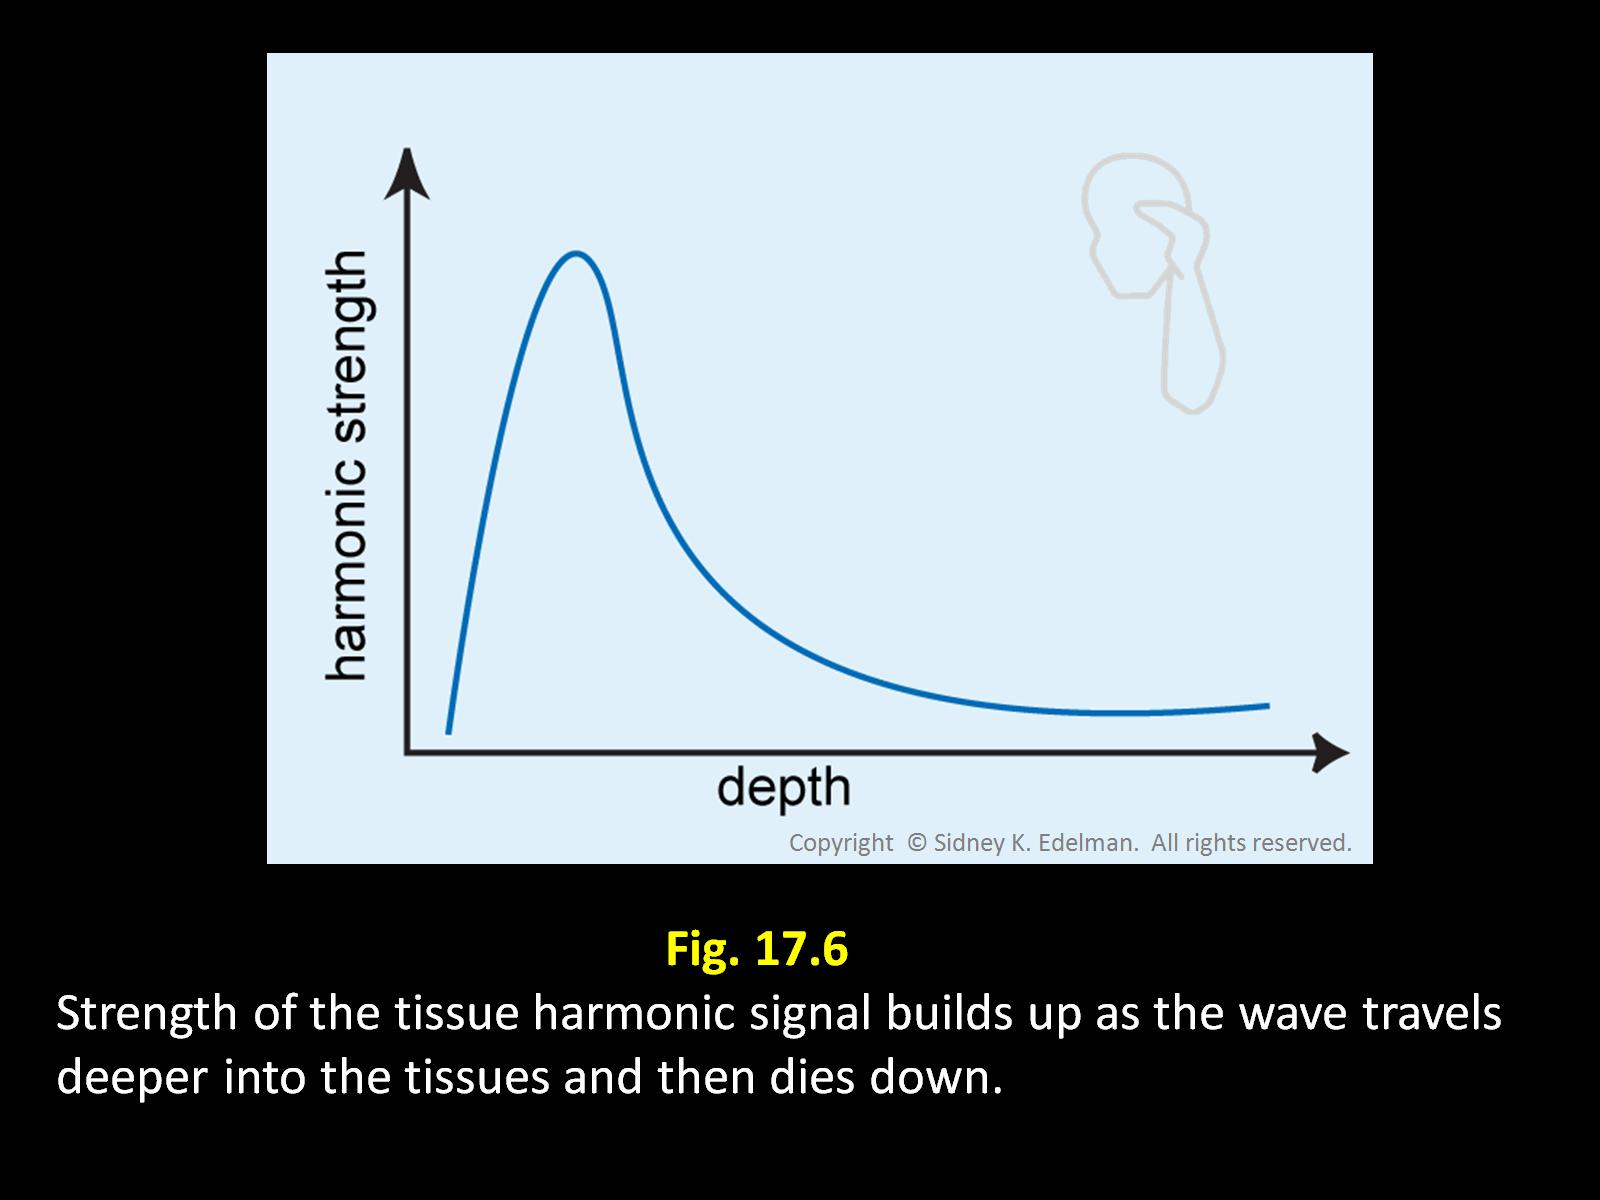 harmonic strength
depth
Copyright © Sidney K. Edelman. All rights reserved.
Fig. 17.6
Strength of the tissue harmonic signal builds up as the wave travels
deeper into the tissues and then dies down.